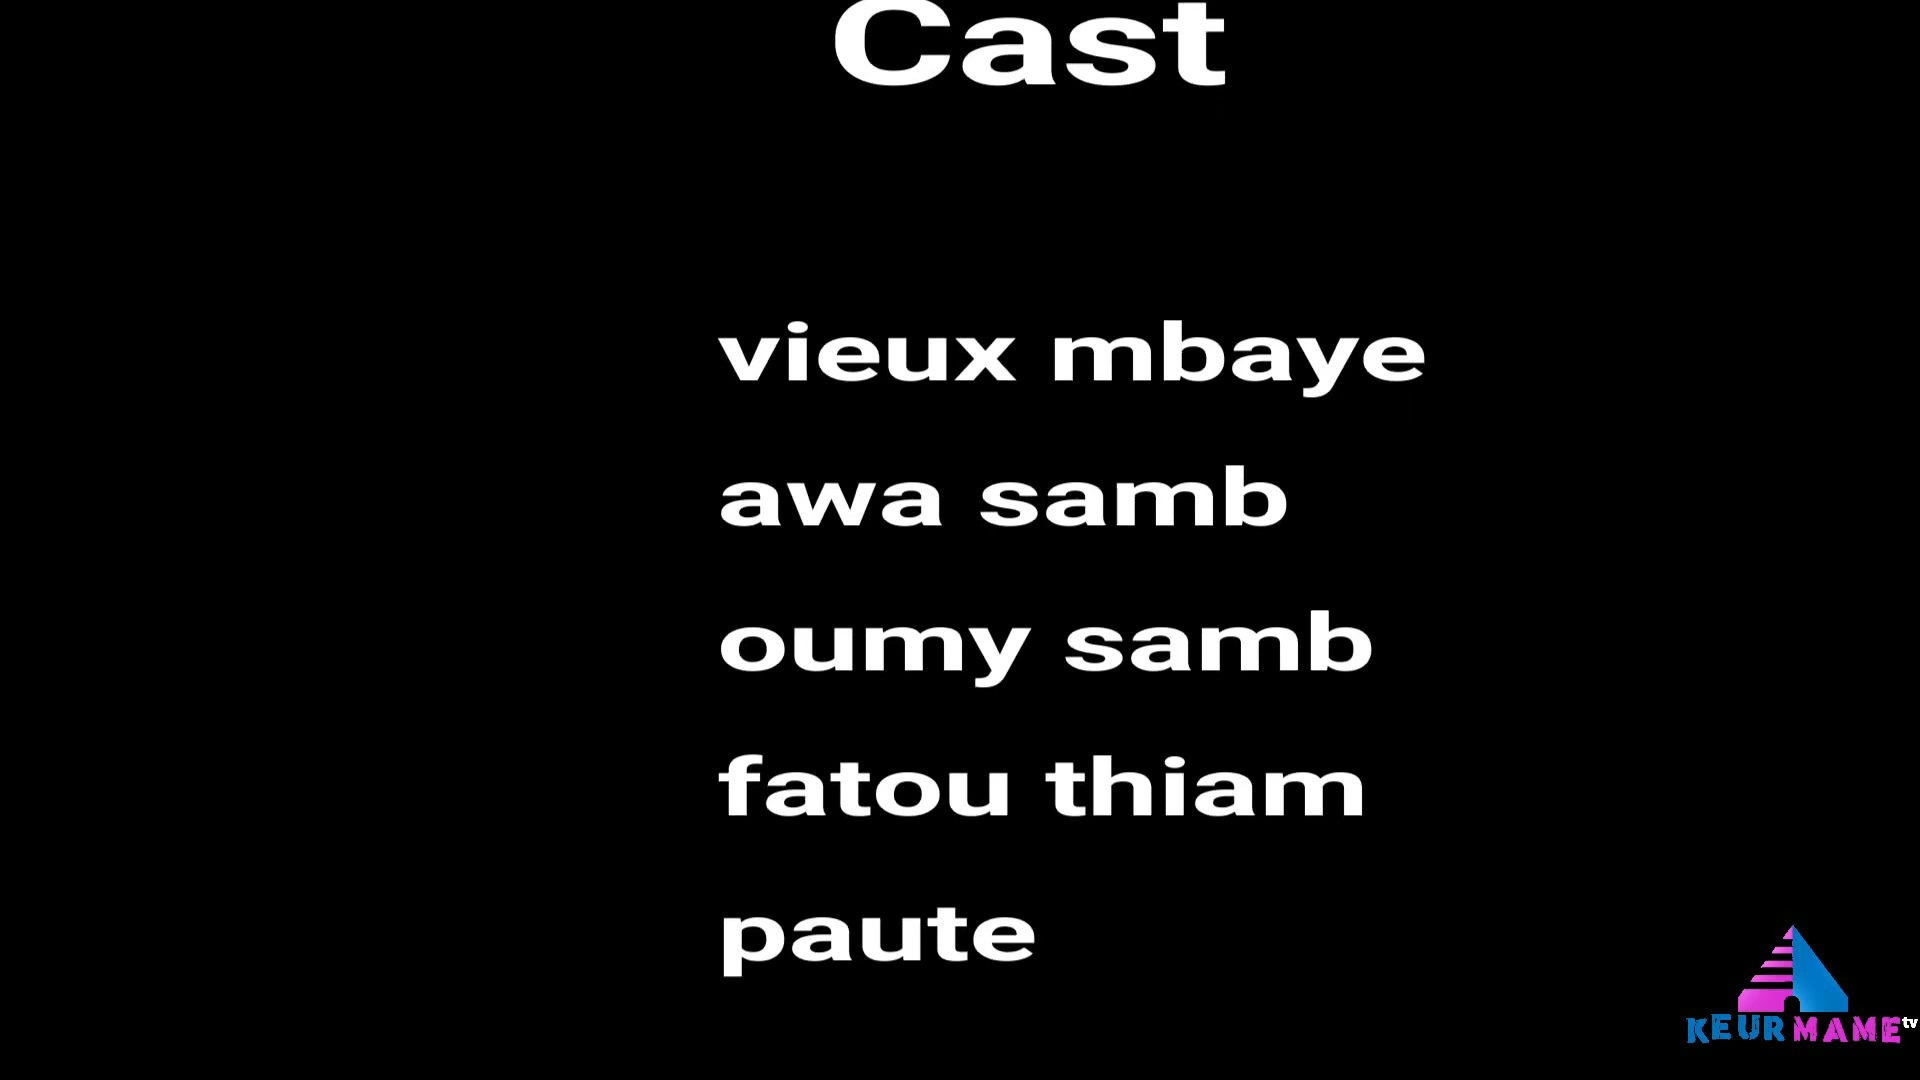 Cast
vieux mbaye
awa samb
oumy samb
fatou thiam
paute
KEUR MAME tv